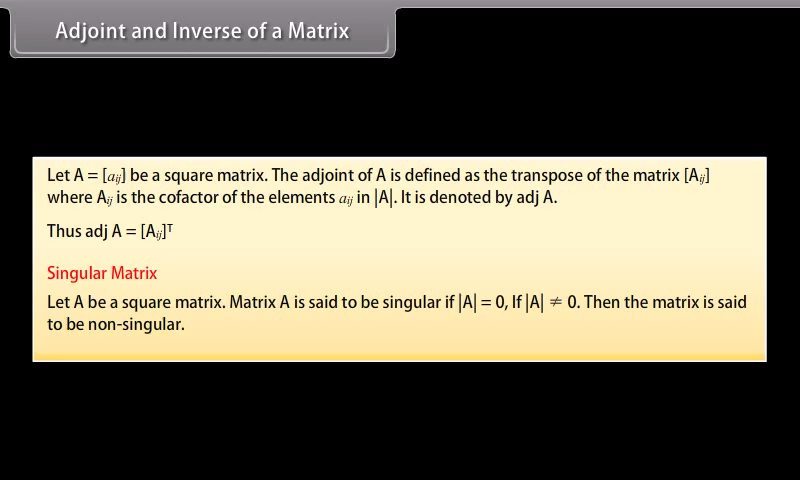 Adjoint and Inverse of a Matrix
Let A = [aᵢⱼ] be a square matrix. The adjoint of A is defined as the transpose of the matrix [Aᵢⱼ]
where Aᵢⱼ is the cofactor of the elements aᵢⱼ in |A|. It is denoted by adj A.
Thus adj A = [Aᵢⱼ]ᵀ
Singular Matrix
Let A be a square matrix. Matrix A is said to be singular if |A| = 0, If |A| ≠ 0. Then the matrix is said
to be non-singular.